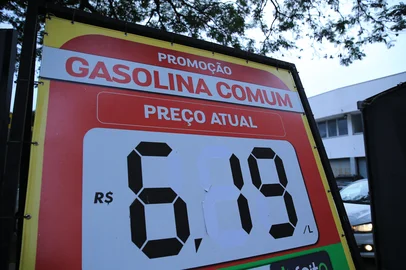 PROMOÇÃO
GASOLINA COMUM
PREÇO ATUAL
R$ 6,19 /L